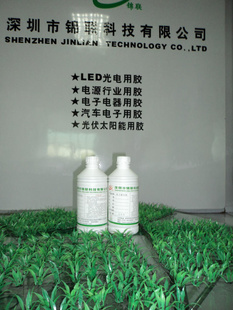 锦联
深圳市锦联科技有限公司
SHENZHEN JINLIAN TECHNOLOGY CO.,LTD
★LED光电用胶
★电源行业用胶
★电子电器用胶
★汽车电子用胶
★光伏太阳能用胶